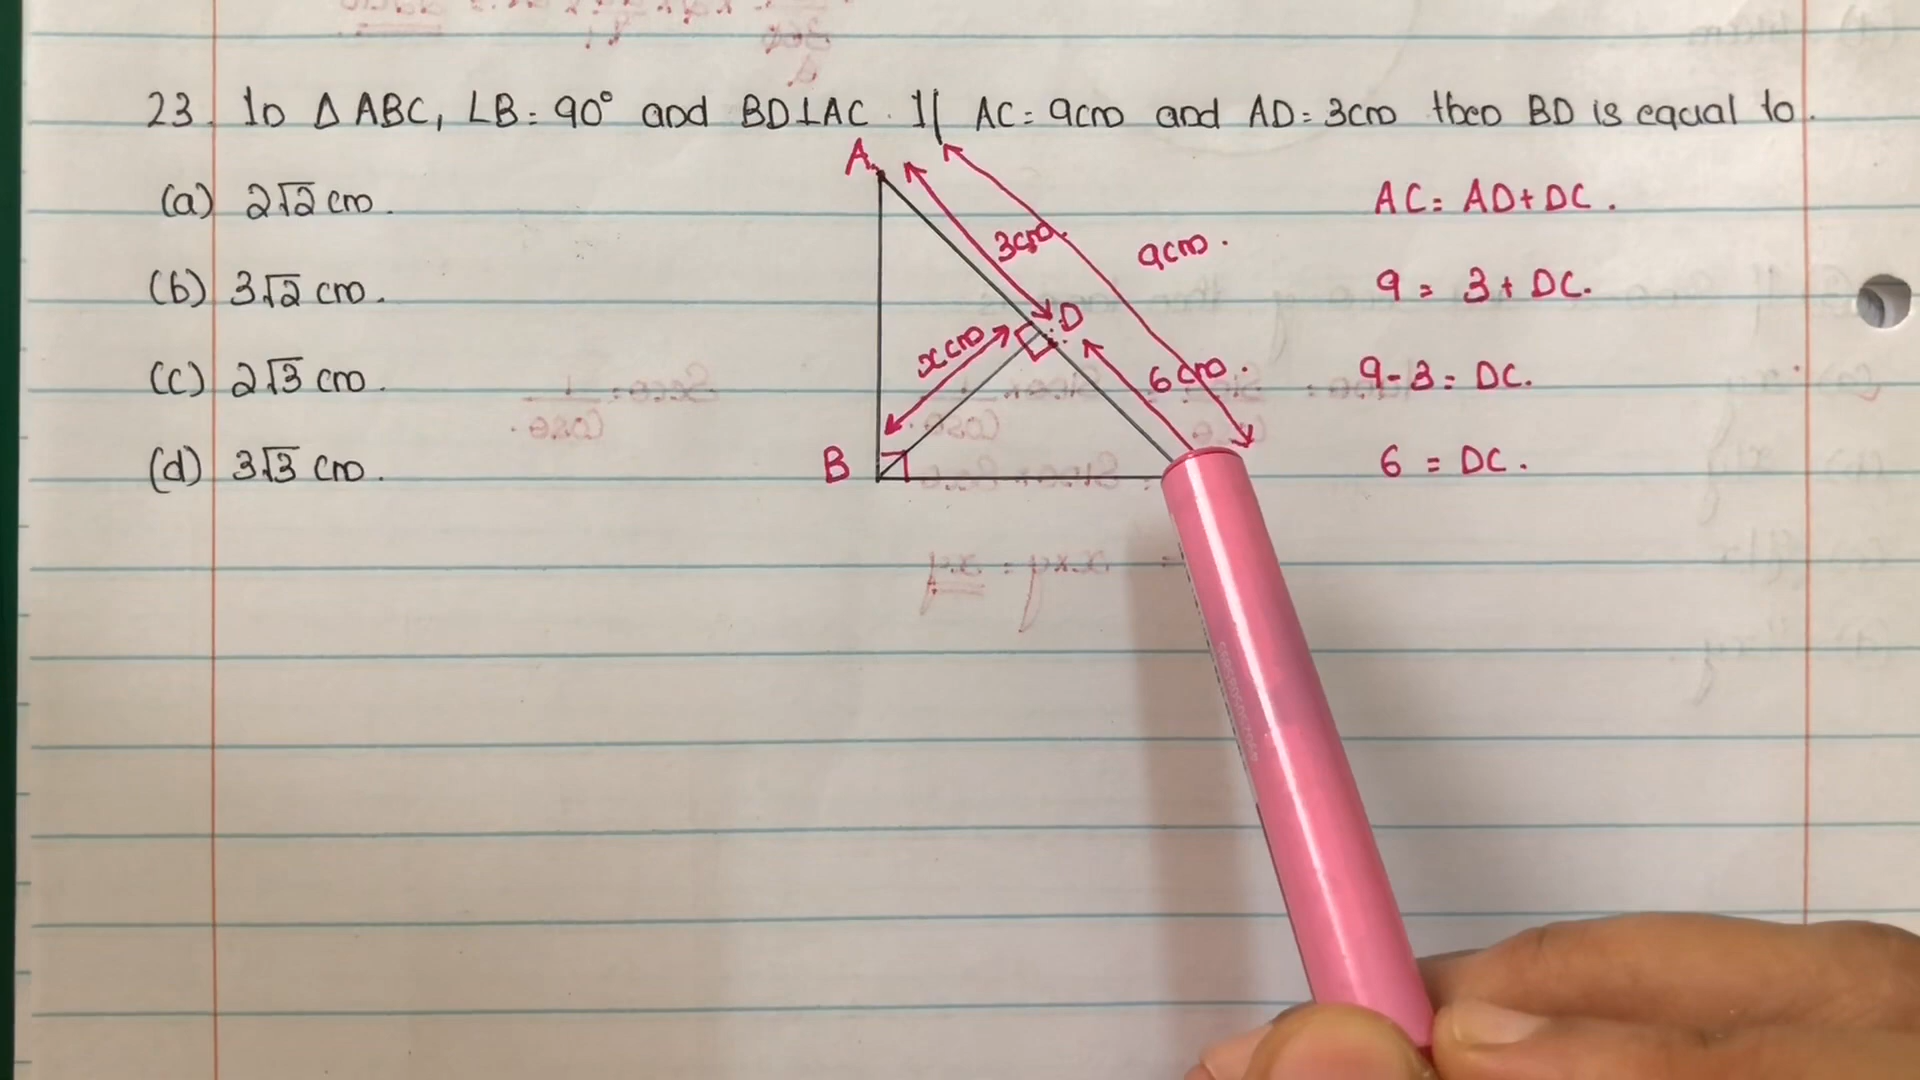 23. In Δ ABC, ∠B = 90° and BD⊥AC. If AC = 9cm and AD = 3cm then BD is equal to.
(a) 2√2 cm.
(b) 3√2 cm.
(c) 2√3 cm.
(d) 3√3 cm.
A
3cm
9cm.
D
x cm
6cm.
B
AC = AD + DC.
9 = 3 + DC.
9 - 3 = DC.
6 = DC.